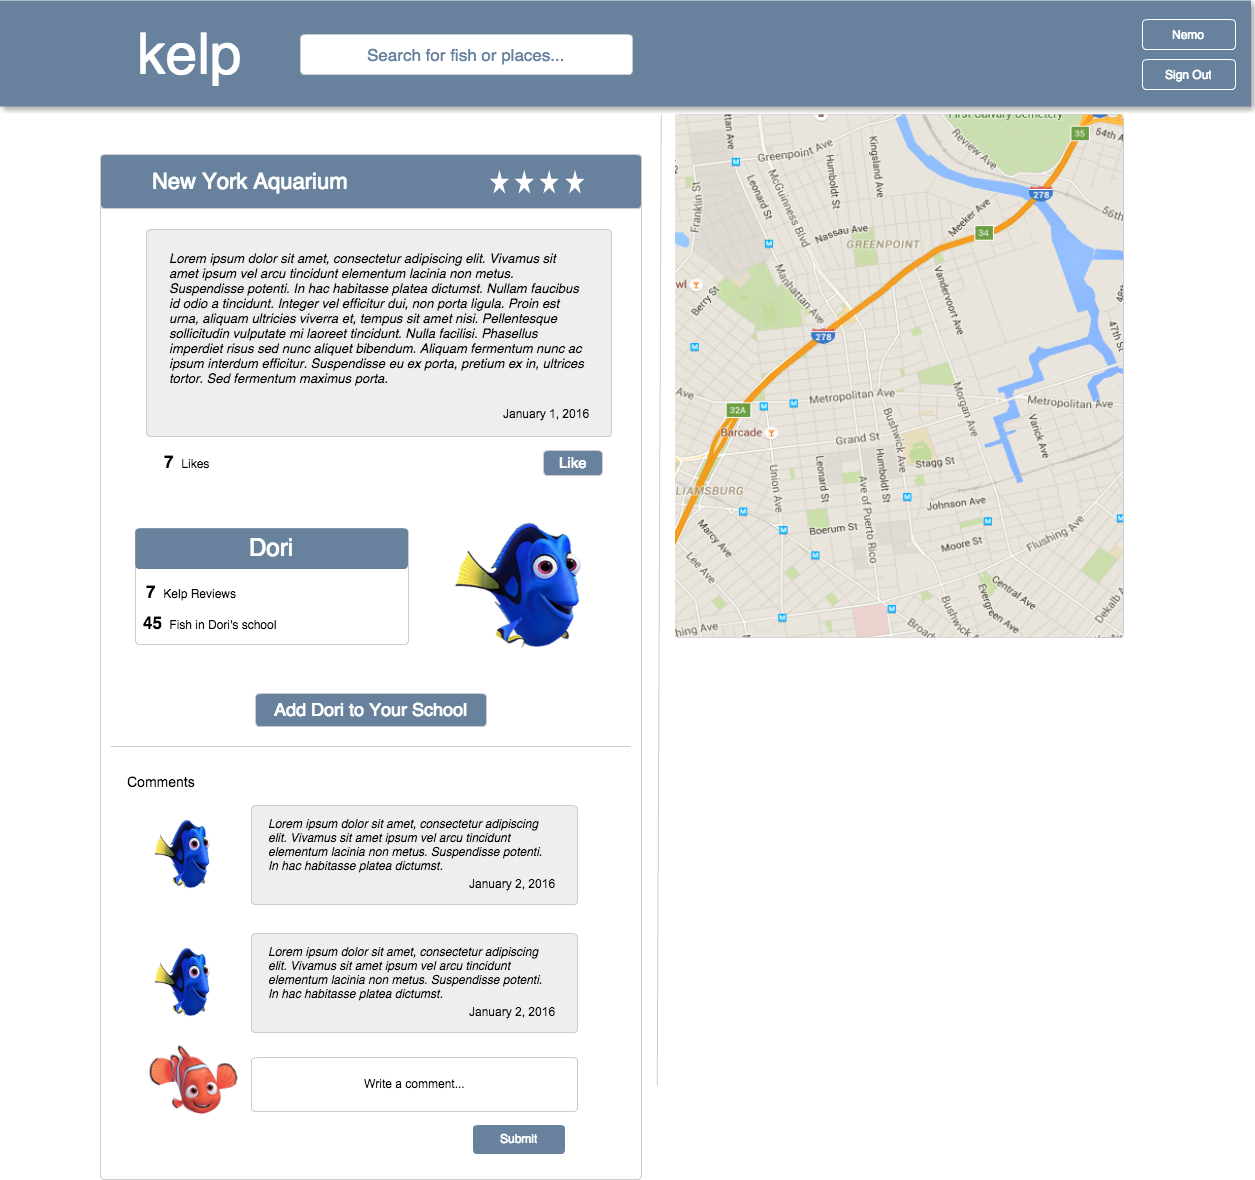 kelp
Search for fish or places...
Nemo
Sign Out
New York Aquarium
Lorem ipsum dolor sit amet, consectetur adipiscing elit. Vivamus sit
amet ipsum vel arcu tincidunt elementum lacinia non metus.
Suspendisse potenti. In hac habitasse platea dictumst. Nullam faucibus
id odio a tincidunt. Integer vel efficitur dui, non porta ligula. Proin est
urna, aliquam ultricies viverra et, tempus sit amet nisi. Pellentesque
sollicitudin vulputate mi laoreet tincidunt. Nulla facilisi. Phasellus
imperdiet risus sed nunc aliquet bibendum. Aliquam fermentum nunc ac
ipsum interdum efficitur. Suspendisse eu ex porta, pretium ex in, ultrices
tortor. Sed fermentum maximus porta.
January 1, 2016
7 Likes
Like
Dori
7 Kelp Reviews
45 Fish in Dori's school
Add Dori to Your School
Comments
Lorem ipsum dolor sit amet, consectetur adipiscing
elit. Vivamus sit amet ipsum vel arcu tincidunt
elementum lacinia non metus. Suspendisse potenti.
In hac habitasse platea dictumst.
January 2, 2016
Lorem ipsum dolor sit amet, consectetur adipiscing
elit. Vivamus sit amet ipsum vel arcu tincidunt
elementum lacinia non metus. Suspendisse potenti.
In hac habitasse platea dictumst.
January 2, 2016
Write a comment...
Submit
First Calvary Cemetery
35
54th A
Review Ave
Greenpoint Ave
Kingsland Ave
Humboldt St
McGuinness Blvd
Leonard St
Franklin St
tan Ave
278
56th
Meeker Ave
34
Nassau Ave
GREENPOINT
Manhattan Ave
Vandervoort Ave
48th
47th St
wl
Berry St
278
Ave
Metropolitan Ave
Metropolitan Ave
32A
Morgan Ave
Bushwick Ave
Varick Ave
Barcade
Grand St
Stagg St
Leonard St
Humboldt St
Union Ave
Ave of Puerto Rico
LIAMSBURG
Johnson Ave
Marcy Ave
Boerum St
Flushing Ave
Moore St
Lee Ave
Central Ave
Evergreen Ave
Dekalb A
Bushwick A
hing Ave
Broad